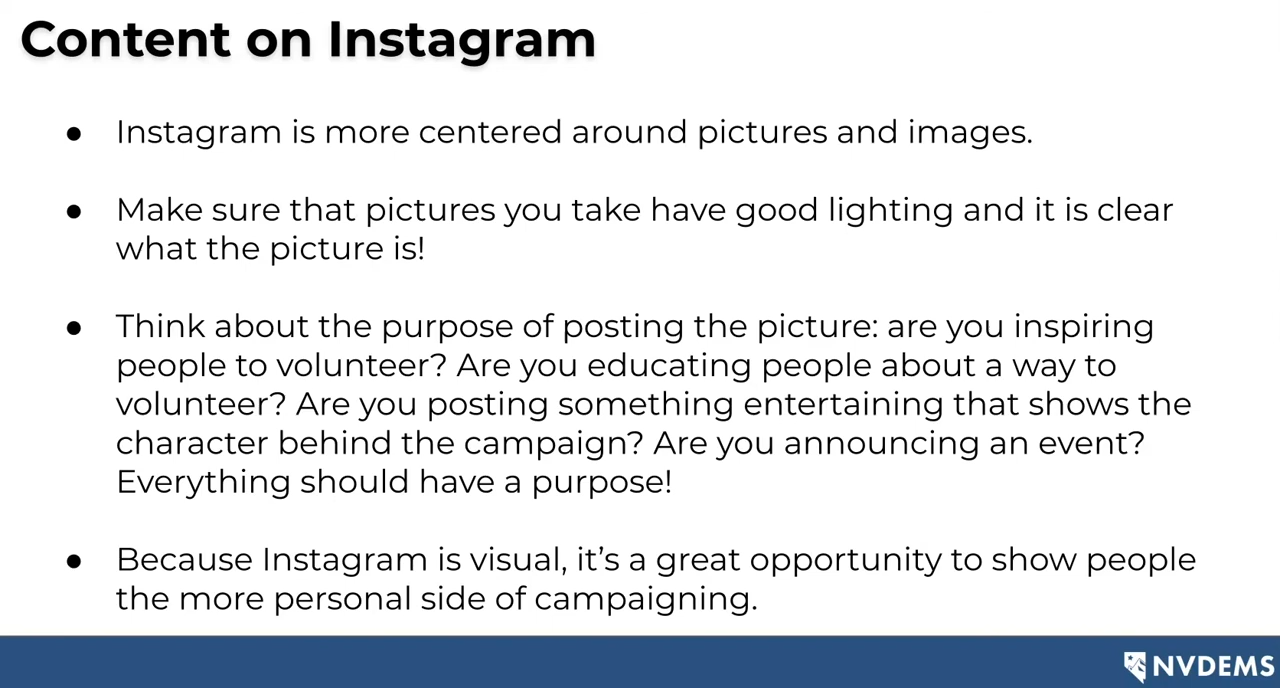 Content on Instagram
● Instagram is more centered around pictures and images.
● Make sure that pictures you take have good lighting and it is clear
what the picture is!
● Think about the purpose of posting the picture: are you inspiring
people to volunteer? Are you educating people about a way to
volunteer? Are you posting something entertaining that shows the
character behind the campaign? Are you announcing an event?
Everything should have a purpose!
● Because Instagram is visual, it’s a great opportunity to show people
the more personal side of campaigning.
NVDEMS